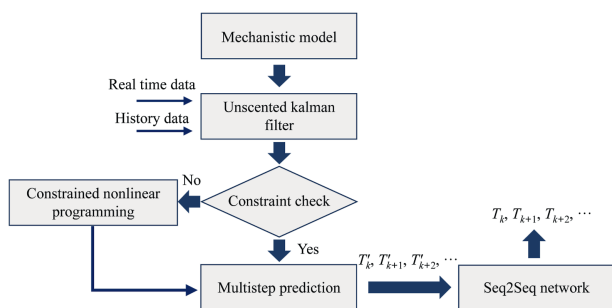 Mechanistic model
Real time data
History data
Unscented kalman
filter
No
Constrained nonlinear
programming
Constraint check
Yes
T_k, T_{k+1}, T_{k+2}, ⋯
T′_k, T′_{k+1}, T′_{k+2}, ⋯
Multistep prediction
Seq2Seq network